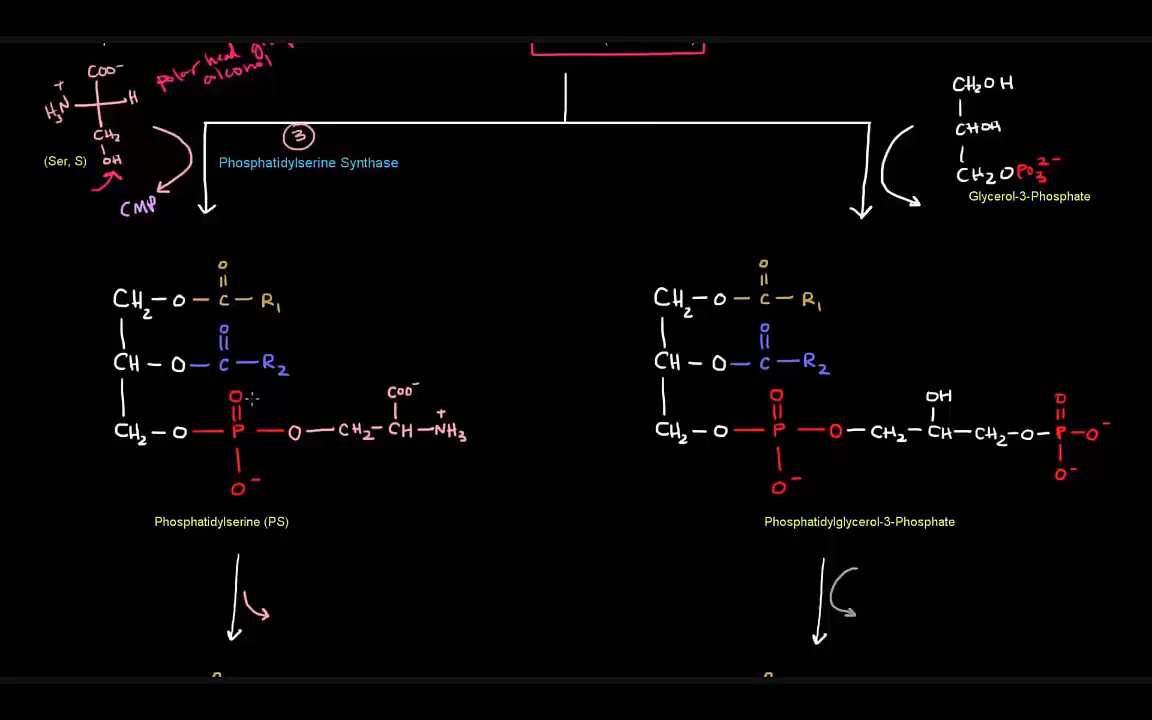 COO⁻
polar head
alcohol
H₃N⁺ H
CH₂
OH
(Ser, S)
CMP
3
Phosphatidylserine Synthase
CH₂OH
CHOH
CH₂OPO₃²⁻
Glycerol-3-Phosphate
O
CH₂-O-C-R₁
O
CH-O-C-R₂
O COO⁻
CH₂-O-P-O-CH₂-CH-N⁺H₃
O⁻
Phosphatidylserine (PS)
O
CH₂-O-C-R₁
O
CH-O-C-R₂
O OH O
CH₂-O-P-O-CH₂-CH-CH₂-O-P-O⁻
O⁻ O⁻
Phosphatidylglycerol-3-Phosphate